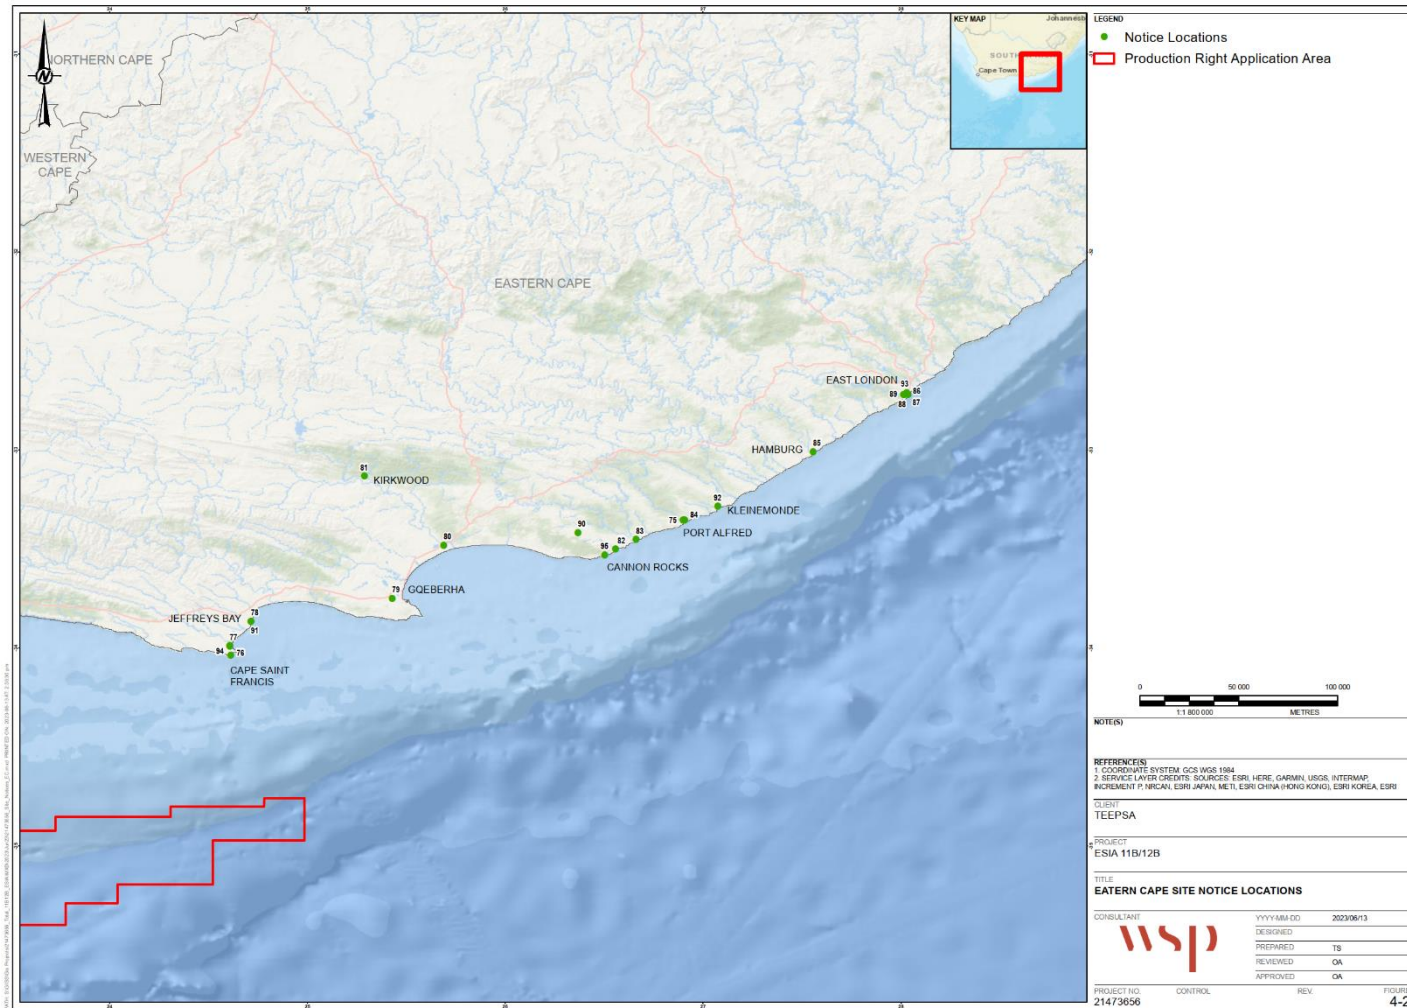 NORTHERN CAPE
WESTERN
CAPE
N
EASTERN CAPE
KEY MAP
Johannesb
SOUTH
Cape Town
EAST LONDON
93
86
89
88
87
HAMBURG
85
81
KIRKWOOD
92
KLEINEMONDE
75
84
PORT ALFRED
90
83
82
95
CANNON ROCKS
80
79
GQEBERHA
78
JEFFREYS BAY
91
77
94
76
CAPE SAINT
FRANCIS
LEGEND
Notice Locations
Production Right Application Area
0
50 000
100 000
1:1 800 000
METRES
NOTE(S)
REFERENCE(S)
1. COORDINATE SYSTEM: GCS WGS 1984
2. SERVICE LAYER CREDITS: SOURCES: ESRI, HERE, GARMIN, USGS, INTERMAP,
INCREMENT P, NRCAN, ESRI JAPAN, METI, ESRI CHINA (HONG KONG), ESRI KOREA, ESRI
CLIENT
TEEPSA
PROJECT
ESIA 11B/12B
TITLE
EATERN CAPE SITE NOTICE LOCATIONS
CONSULTANT
wsp
YYYY-MM-DD 2023/06/13
DESIGNED
PREPARED TS
REVIEWED OA
APPROVED OA
PROJECT NO. CONTROL REV. FIGURE
21473656 4-2